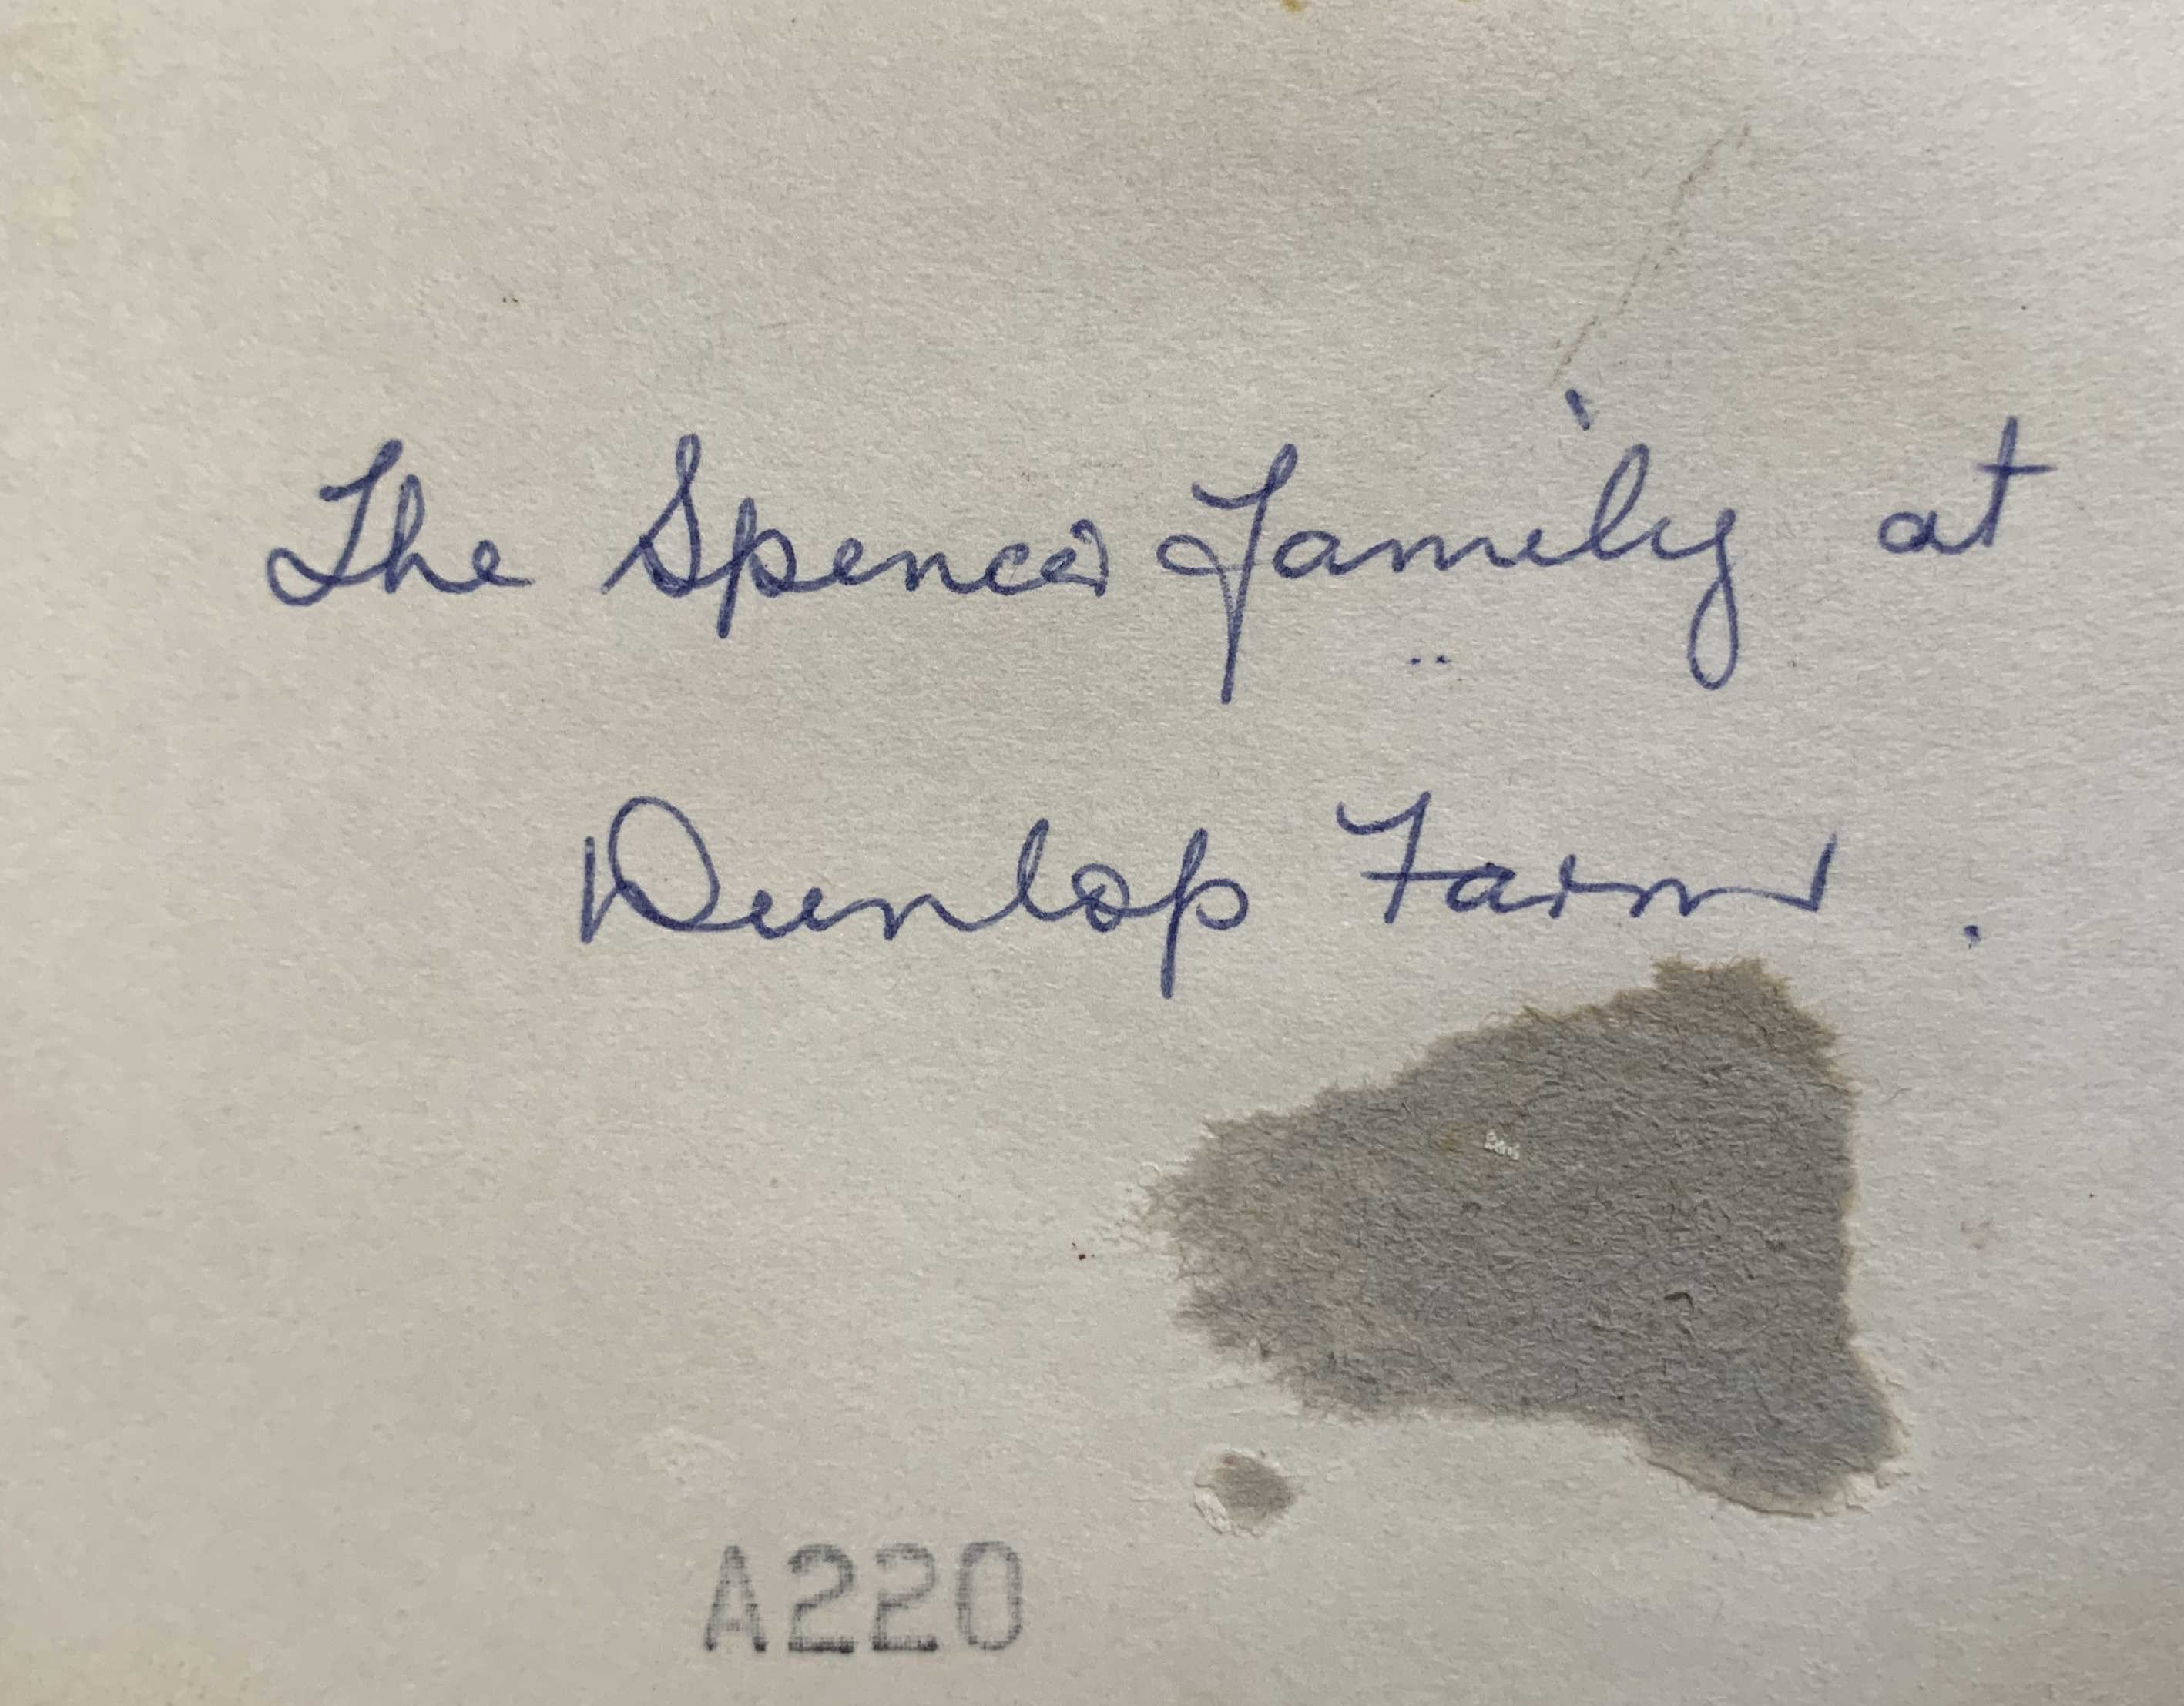 The Spencer Family at
Dunlop Farm.
A220